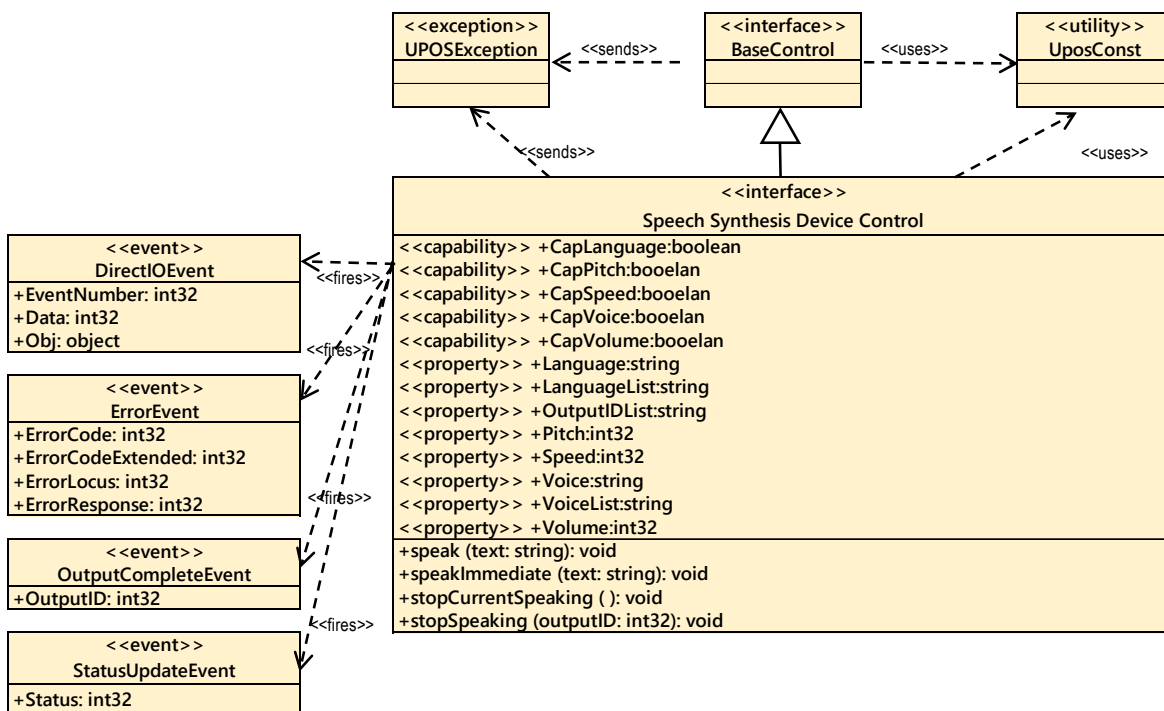 <<exception>>
UPOSException
<<sends>>
<<interface>>
BaseControl
<<uses>>
<<utility>>
UposConst
<<sends>>
<<uses>>
<<interface>>
Speech Synthesis Device Control
<<capability>> +CapLanguage:boolean
<<capability>> +CapPitch:booelan
<<capability>> +CapSpeed:booelan
<<capability>> +CapVoice:booelan
<<capability>> +CapVolume:booelan
<<property>> +Language:string
<<property>> +LanguageList:string
<<property>> +OutputIDList:string
<<property>> +Pitch:int32
<<property>> +Speed:int32
<<property>> +Voice:string
<<property>> +VoiceList:string
<<property>> +Volume:int32
+speak (text: string): void
+speakImmediate (text: string): void
+stopCurrentSpeaking ( ): void
+stopSpeaking (outputID: int32): void
<<event>>
DirectIOEvent
+EventNumber: int32
+Data: int32
+Obj: object
<<fires>>
<<event>>
ErrorEvent
+ErrorCode: int32
+ErrorCodeExtended: int32
+ErrorLocus: int32
+ErrorResponse: int32
<<fires>>
<<event>>
OutputCompleteEvent
+OutputID: int32
<<fires>>
<<event>>
StatusUpdateEvent
+Status: int32
<<fires>>